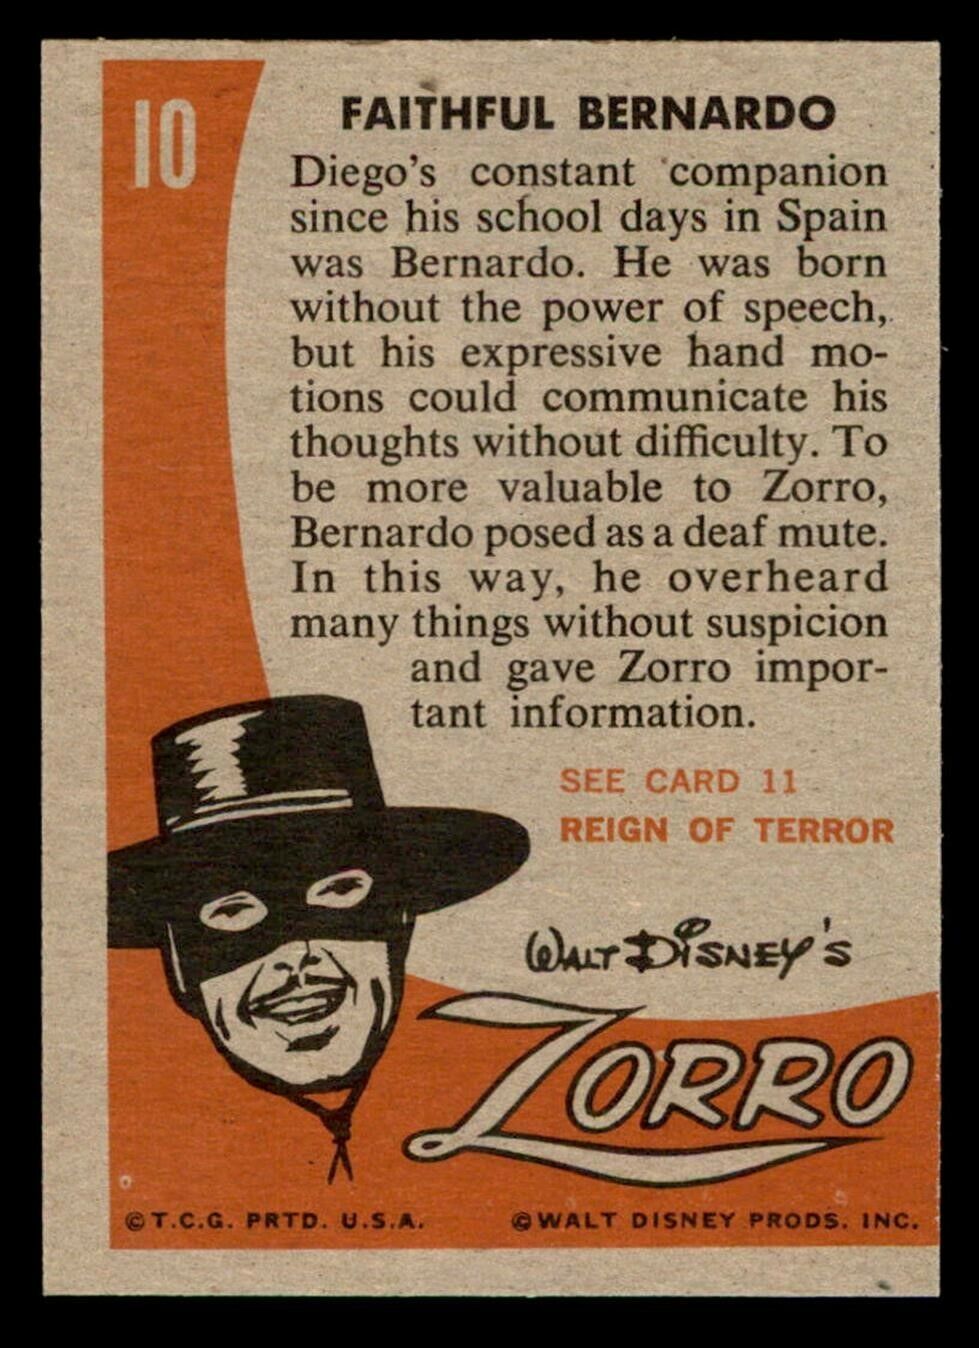 10
FAITHFUL BERNARDO
Diego's constant companion
since his school days in Spain
was Bernardo. He was born
without the power of speech,
but his expressive hand mo-
tions could communicate his
thoughts without difficulty. To
be more valuable to Zorro,
Bernardo posed as a deaf mute.
In this way, he overheard
many things without suspicion
and gave Zorro impor-
tant information.
SEE CARD 11
REIGN OF TERROR
WALT DISNEY'S
ZORRO
© T.C.G. PRTD. U.S.A.
© WALT DISNEY PRODS. INC.